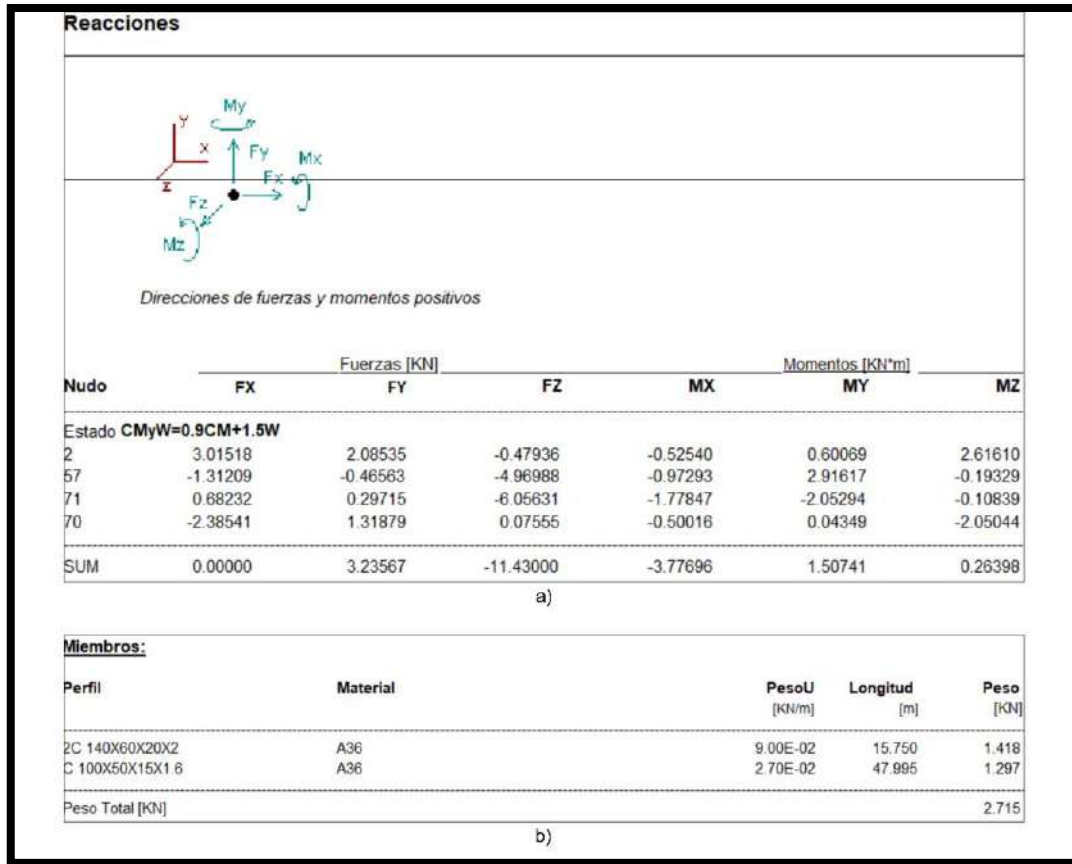 Reacciones
My
y
x
Fy
Mx
Fx
z
Fz
Mz
Direcciones de fuerzas y momentos positivos
Fuerzas [KN] Momentos [KN*m]
Nudo FX FY FZ MX MY MZ
Estado CMyW=0.9CM+1.5W
2 3.01518 2.08535 -0.47936 -0.52540 0.60069 2.61610
57 -1.31209 -0.46563 -4.96988 -0.97293 2.91617 -0.19329
71 0.68232 0.29715 -6.05631 -1.77847 -2.05294 -0.10839
70 -2.38541 1.31879 0.07555 -0.50016 0.04349 -2.05044
SUM 0.00000 3.23567 -11.43000 -3.77696 1.50741 0.26398
a)
Miembros:
Perfil Material PesoU Longitud Peso
[KN/m] [m] [KN]
2C 140X60X20X2 A36 9.00E-02 15.750 1.418
C 100X50X15X1.6 A36 2.70E-02 47.995 1.297
Peso Total [KN] 2.715
b)